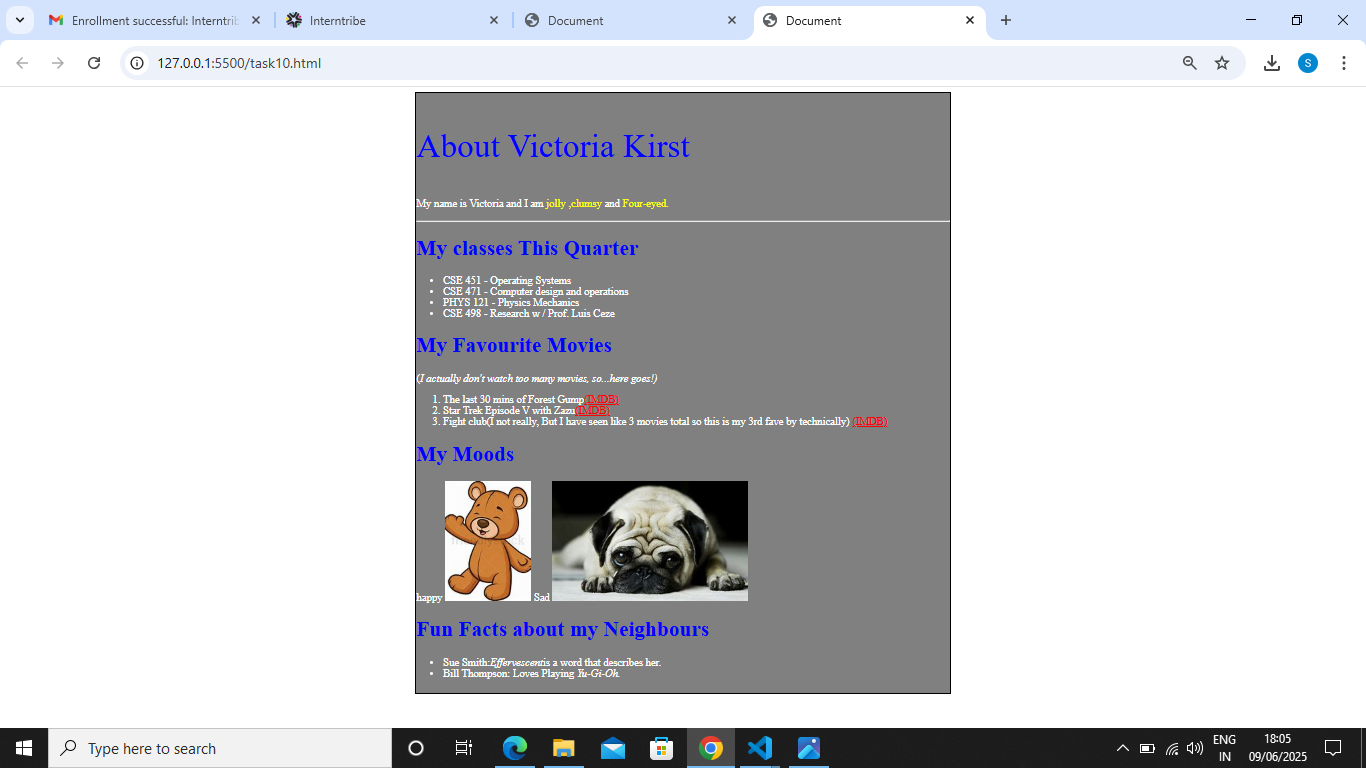 Enrollment successful: Interntrib
Interntribe
Document
Document
127.0.0.1:5500/task10.html
S
About Victoria Kirst
My name is Victoria and I am jolly ,clumsy and Four-eyed.
My classes This Quarter
CSE 451 - Operating Systems
CSE 471 - Computer design and operations
PHYS 121 - Physics Mechanics
CSE 498 - Research w / Prof. Luis Ceze
My Favourite Movies
(I actually don't watch too many movies, so...here goes!)
1. The last 30 mins of Forest Gump(IMDB)
2. Star Trek Episode V with Zazu(IMDB)
3. Fight club(I not really, But I have seen like 3 movies total so this is my 3rd fave by technically) (IMDB)
My Moods
happy Sad
Fun Facts about my Neighbours
Sue Smith:Effervescentis a word that describes her.
Bill Thompson: Loves Playing Yu-Gi-Oh.
Type here to search
ENG
IN
18:05
09/06/2025